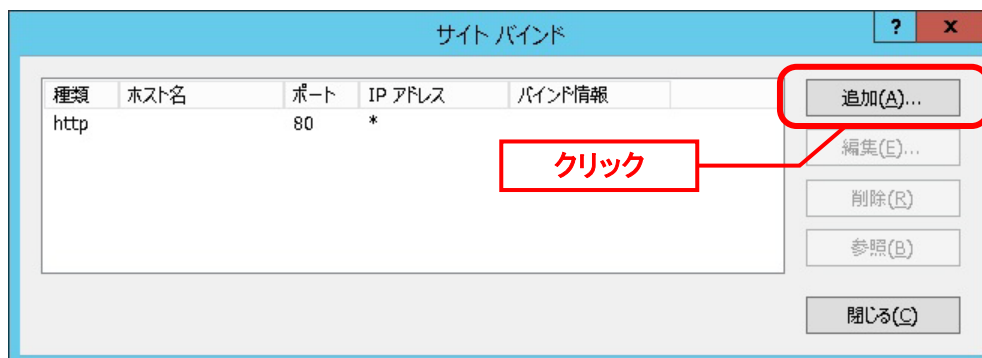 サイト バインド
? x
種類 ホスト名 ポート IP アドレス バインド情報
http 80 *
追加(A)...
クリック
編集(E)...
削除(R)
参照(B)
閉じる(C)